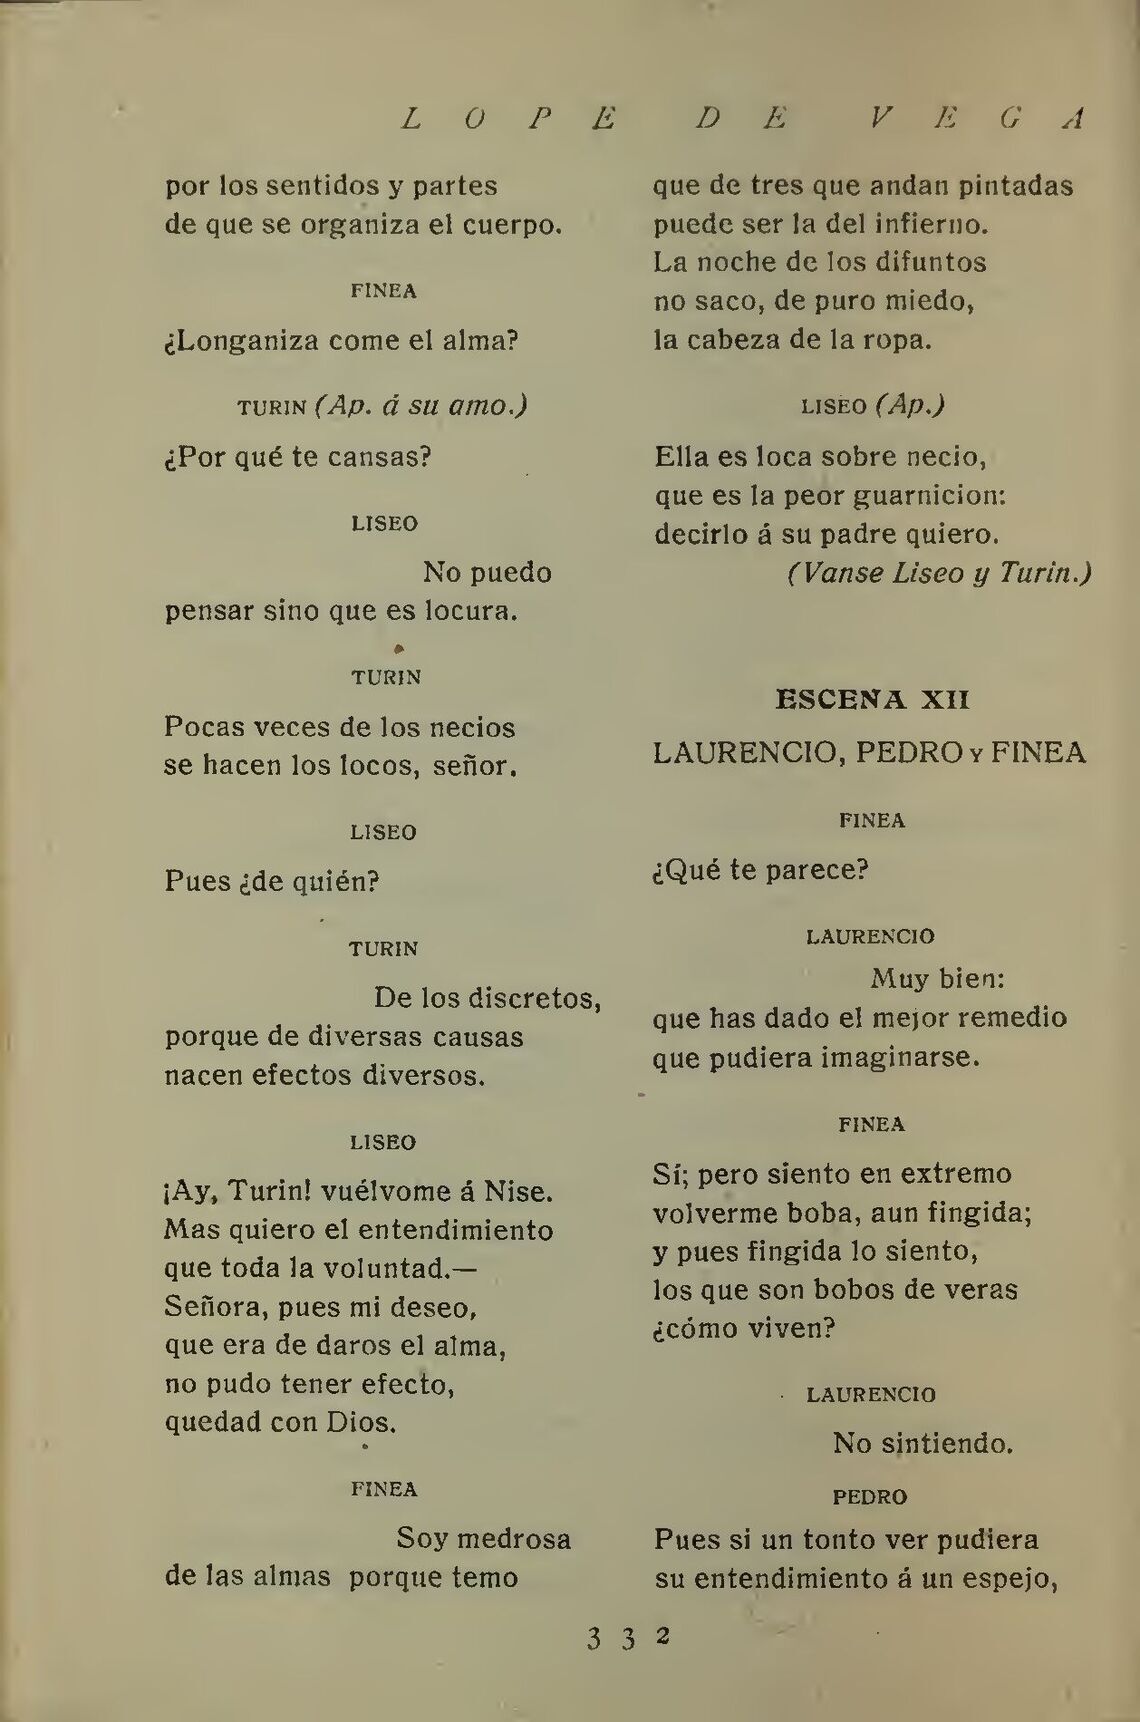 LOPE DE VEGA
por los sentidos y partes
de que se organiza el cuerpo.
FINEA
¿Longaniza come el alma?
TURIN (Ap. á su amo.)
¿Por qué te cansas?
LISEO
No puedo
pensar sino que es locura.
TURIN
Pocas veces de los necios
se hacen los locos, señor.
LISEO
Pues ¿de quién?
TURIN
De los discretos,
porque de diversas causas
nacen efectos diversos.
LISEO
¡Ay, Turin! vuélvome á Nise.
Mas quiero el entendimiento
que toda la voluntad.—
Señora, pues mi deseo,
que era de daros el alma,
no pudo tener efecto,
quedad con Dios.
FINEA
Soy medrosa
de las almas porque temo
que de tres que andan pintadas
puede ser la del infierno.
La noche de los difuntos
no saco, de puro miedo,
la cabeza de la ropa.
LISEO (Ap.)
Ella es loca sobre necio,
que es la peor guarnicion:
decirlo á su padre quiero.
(Vanse Liseo y Turin.)
ESCENA XII
LAURENCIO, PEDRO Y FINEA
FINEA
¿Qué te parece?
LAURENCIO
Muy bien:
que has dado el mejor remedio
que pudiera imaginarse.
FINEA
Sí; pero siento en extremo
volverme boba, aun fingida;
y pues fingida lo siento,
los que son bobos de veras
¿cómo viven?
LAURENCIO
No sintiendo.
PEDRO
Pues si un tonto ver pudiera
su entendimiento á un espejo,
332